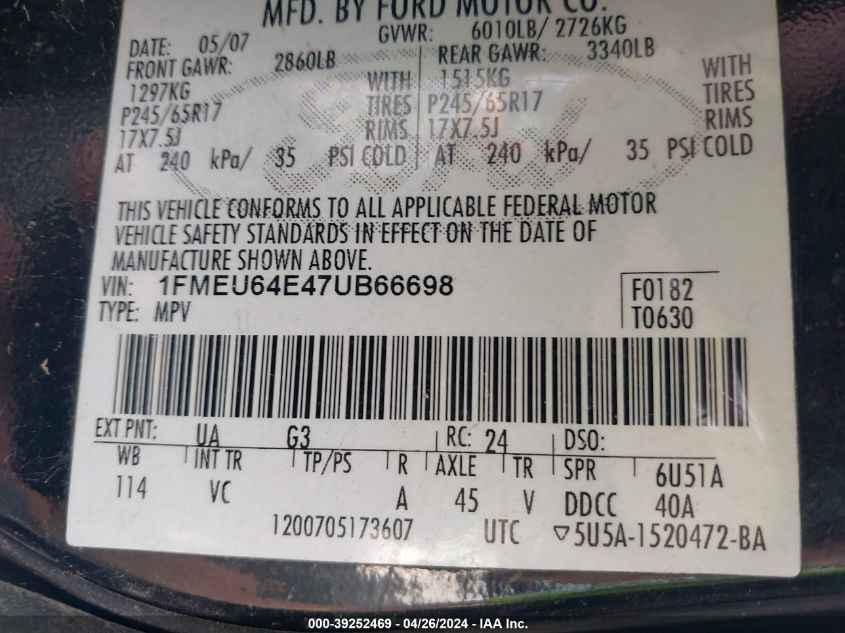 MFD. BY FORD MOTOR CO.
DATE: 05/07 GVWR: 6010LB/ 2726KG
FRONT GAWR: 2860LB REAR GAWR: 3340LB
1297KG WITH 1515KG WITH
P245/65R17 TIRES P245/65R17 TIRES
17X7.5J RIMS 17X7.5J RIMS
AT 240 kPa/ 35 PSI COLD AT 240 kPa/ 35 PSI COLD
THIS VEHICLE CONFORMS TO ALL APPLICABLE FEDERAL MOTOR
VEHICLE SAFETY STANDARDS IN EFFECT ON THE DATE OF
MANUFACTURE SHOWN ABOVE.
VIN: 1FMEU64E47UB66698 F0182
TYPE: MPV T0630
EXT PNT: UA G3 RC: 24 DSO:
WB INT TR TP/PS R AXLE TR SPR 6U51A
114 VC A 45 V DDCC 40A
1200705173607 UTC ▽5U5A-1520472-BA
000-39252469 - 04/26/2024 - IAA Inc.